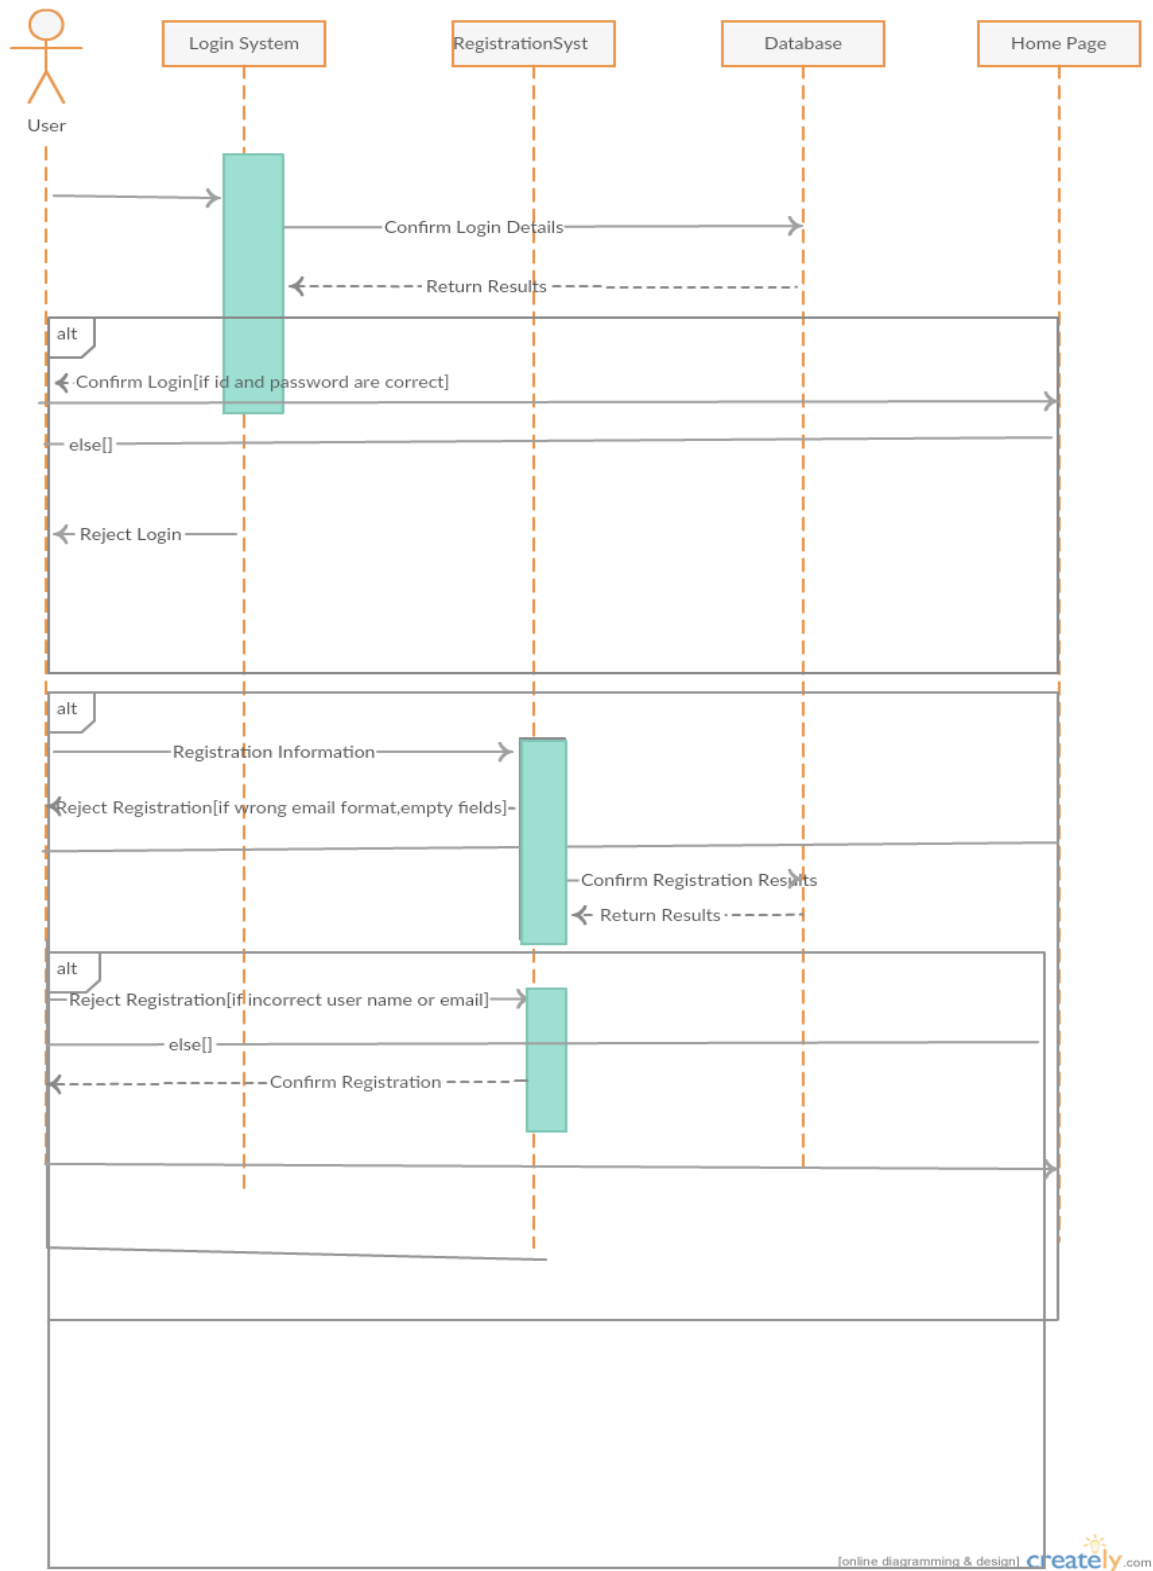 Login System
RegistrationSyst
Database
Home Page
User
Confirm Login Details
Return Results
alt
Confirm Login[if id and password are correct]
else[]
Reject Login
alt
Registration Information
Reject Registration[if wrong email format,empty fields]
Confirm Registration Results
Return Results
alt
Reject Registration[if incorrect user name or email]
else[]
Confirm Registration
[online diagramming & design] creately.com